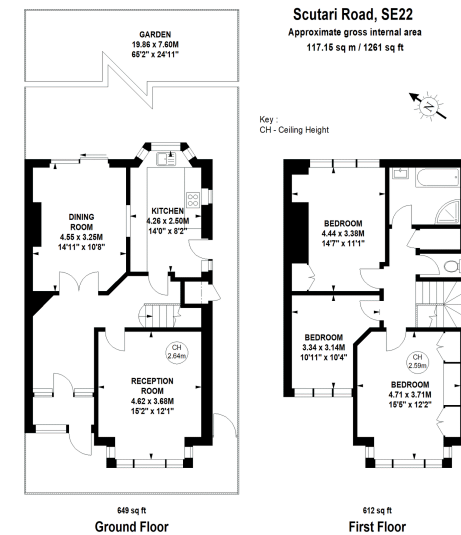 Scutari Road, SE22
Approximate gross internal area
117.15 sq m / 1261 sq ft
GARDEN
19.86 x 7.60M
65'2" x 24'11"
N
Key :
CH - Ceiling Height
DINING
ROOM
4.55 x 3.25M
14'11" x 10'8"
KITCHEN
4.26 x 2.50M
14'0" x 8'2"
CH
2.64m
RECEPTION
ROOM
4.62 x 3.68M
15'2" x 12'1"
BEDROOM
4.44 x 3.38M
14'7" x 11'1"
BEDROOM
3.34 x 3.14M
10'11" x 10'4"
CH
2.59m
BEDROOM
4.71 x 3.71M
15'5" x 12'2"
649 sq ft
Ground Floor
612 sq ft
First Floor